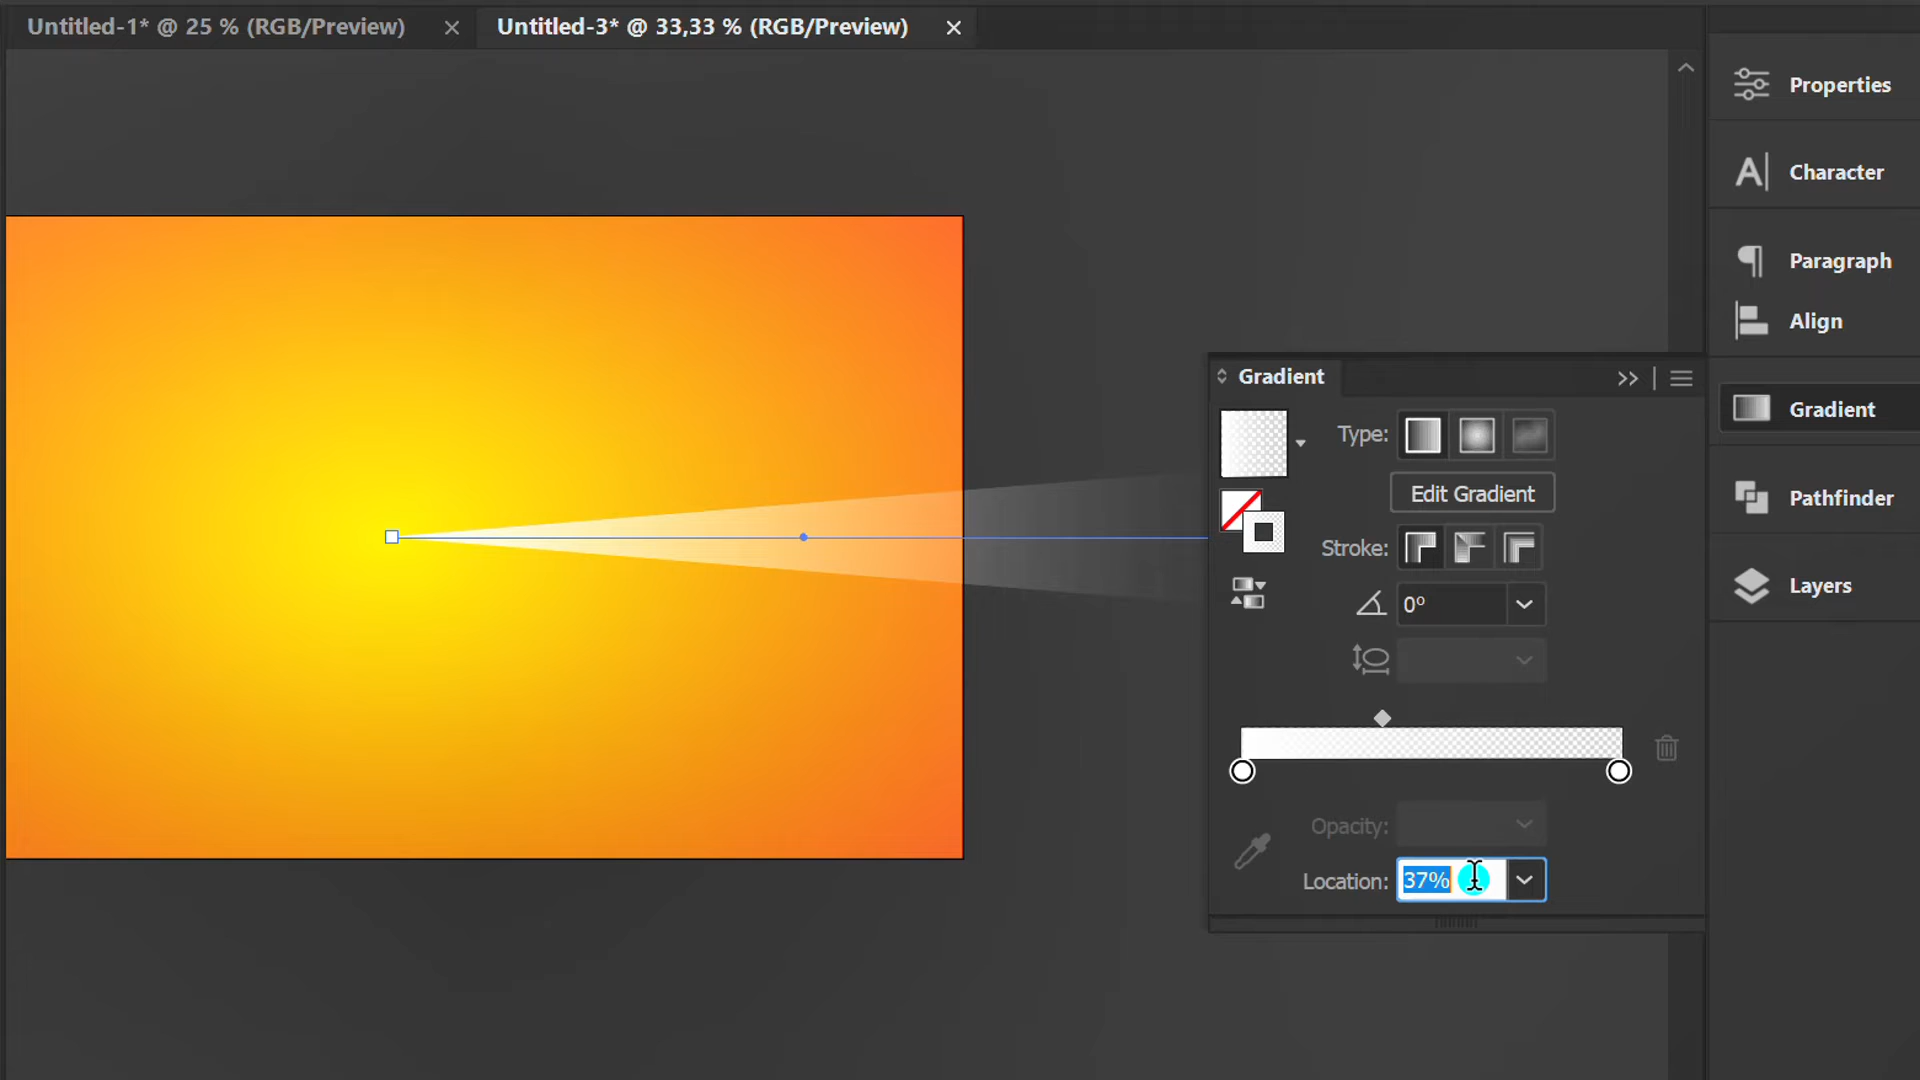 Untitled-1* @ 25 % (RGB/Preview)
Untitled-3* @ 33,33 % (RGB/Preview)
Properties
Character
Paragraph
Align
Gradient
Pathfinder
Layers
Gradient
Type:
Edit Gradient
Stroke:
0°
Opacity:
Location: 37%